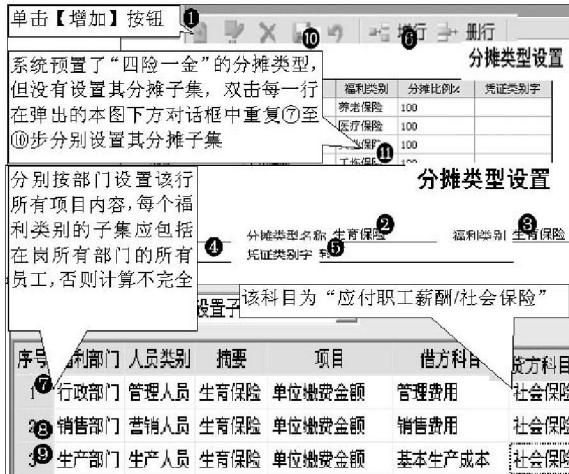 单击【增加】按钮
❶
❿
❻
增行 删行
分摊类型设置
系统预置了“四险一金”的分摊类型，
但没有设置其分摊子集，双击每一行
在弹出的本图下方对话框中重复⑦至
⑩步分别设置其分摊子集
福利类别 分摊比例% 凭证类别字
养老保险 100
医疗保险 100
100
工伤保险 100
⓫
分摊类型设置
分别按部门设置该行
所有项目内容，每个福
利类别的子集应包括
在岗所有部门的所有
员工，否则计算不完全
❹ 分摊类型名称 生育保险 ❷ 福利类别 生育保险 ❸
凭证类别字 ❺
设置子
该科目为“应付职工薪酬/社会保险”
序号 福利部门 人员类别 摘要 项目 借方科目 贷方科目
1 ❼ 行政部门 管理人员 生育保险 单位缴费金额 管理费用 社会保险
❽ 销售部门 营销人员 生育保险 单位缴费金额 销售费用 社会保险
3 ❾ 生产部门 生产人员 生育保险 单位缴费金额 基本生产成本 社会保险